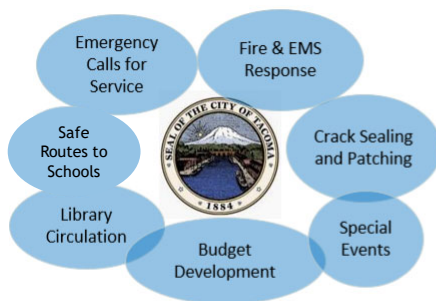 Emergency
Calls for
Service
Fire & EMS
Response
Safe
Routes to
Schools
SEAL OF THE CITY OF TACOMA
1884
Crack Sealing
and Patching
Library
Circulation
Budget
Development
Special
Events